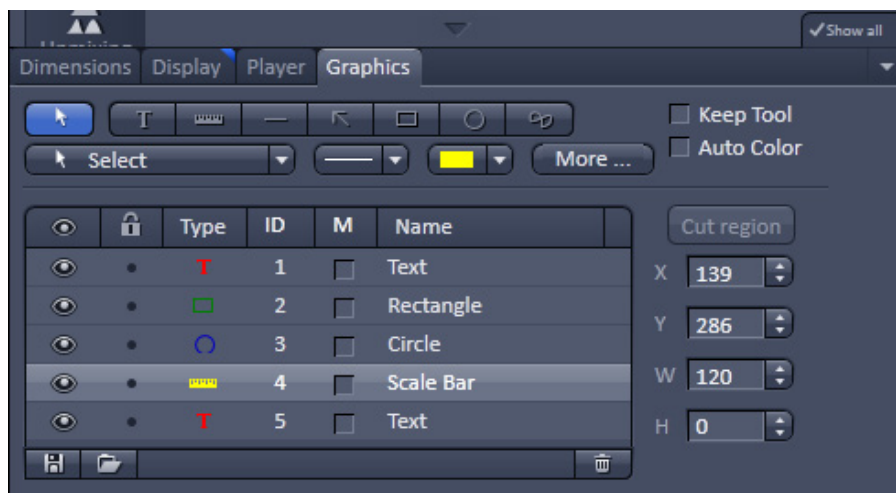 Show all
Dimensions Display Player Graphics
T Keep Tool
Select More ... Auto Color
Type ID M Name Cut region
T 1 Text X 139
2 Rectangle Y 286
3 Circle
4 Scale Bar W 120
T 5 Text H 0